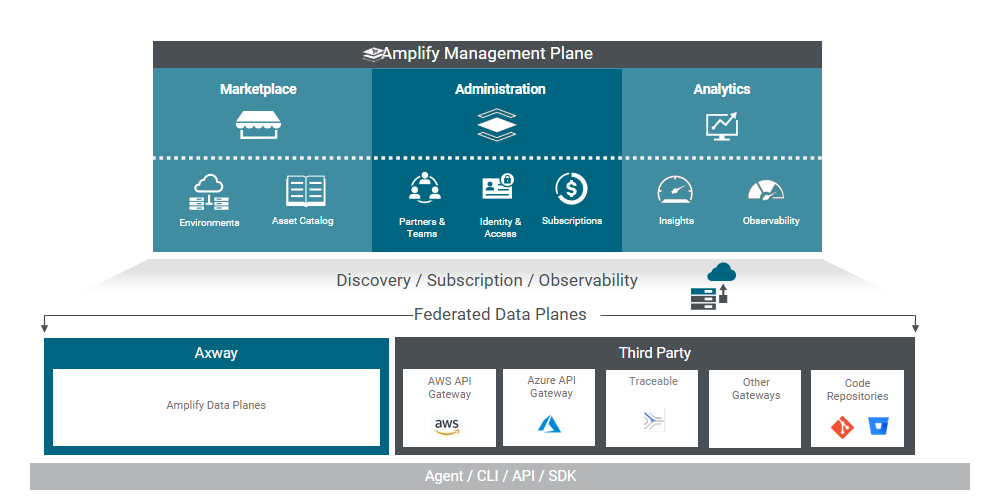 Amplify Management Plane
Marketplace
Administration
Analytics
Environments
Asset Catalog
Partners &
Teams
Identity &
Access
Subscriptions
Insights
Observability
Discovery / Subscription / Observability
Federated Data Planes
Axway
Amplify Data Planes
Third Party
AWS API
Gateway
aws
Azure API
Gateway
Traceable
Other
Gateways
Code
Repositories
Agent / CLI / API / SDK